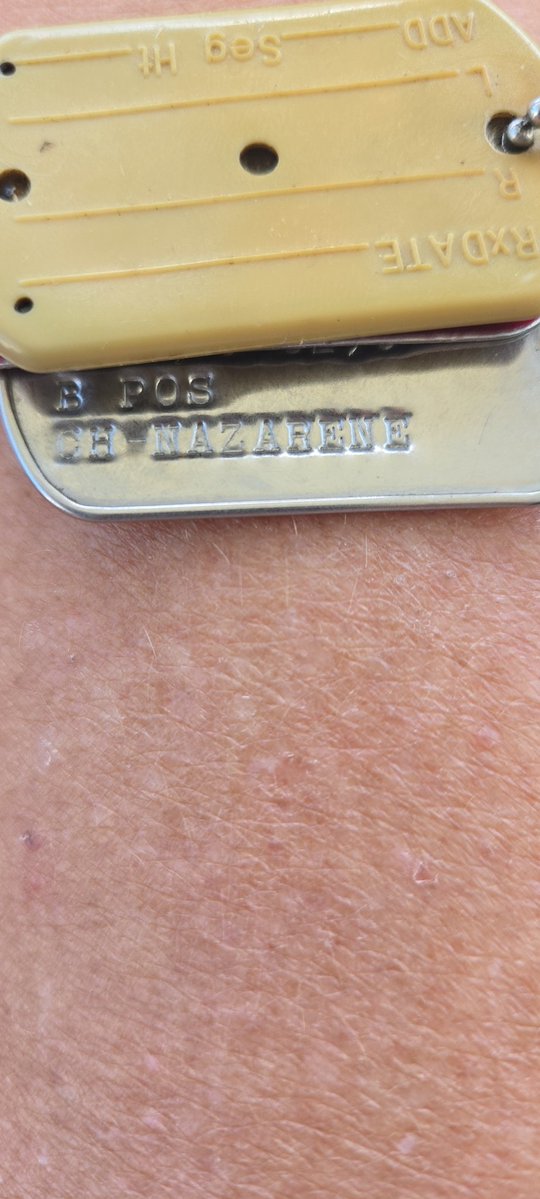 ADD
Seg Ht
L
R
RxDATE
B POS
CH-NAZARENE